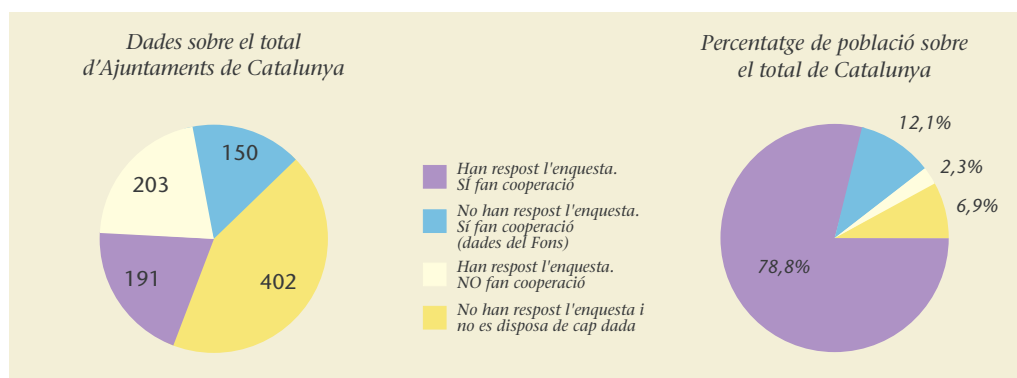 Dades sobre el total
d'Ajuntaments de Catalunya
150
203
191
402
Han respost l'enquesta.
SÍ fan cooperació
No han respost l'enquesta.
Sí fan cooperació
(dades del Fons)
Han respost l'enquesta.
NO fan cooperació
No han respost l'enquesta i
no es disposa de cap dada
Percentatge de població sobre
el total de Catalunya
12,1%
2,3%
6,9%
78,8%